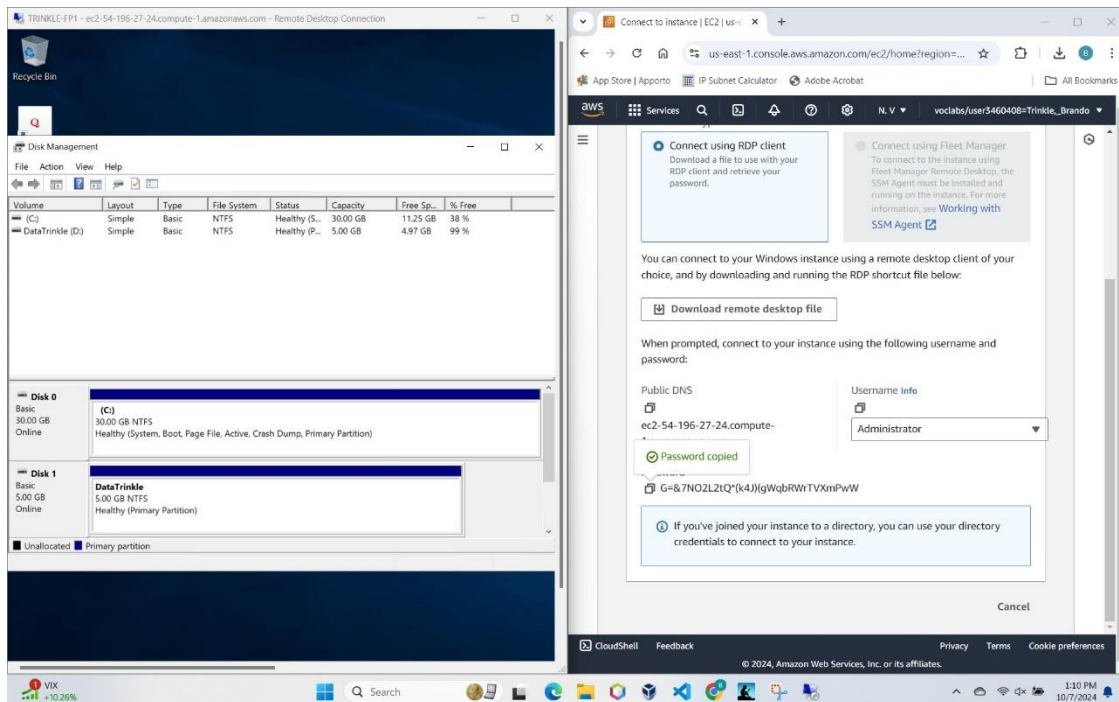 TRINKLE-FP1 - ec2-54-196-27-24.compute-1.amazonaws.com - Remote Desktop Connection
Recycle Bin
Q
Disk Management
File Action View Help
Volume Layout Type File System Status Capacity Free Sp... % Free
(C:) Simple Basic NTFS Healthy (S... 30.00 GB 11.25 GB 38 %
DataTrinkle (D:) Simple Basic NTFS Healthy (P... 5.00 GB 4.97 GB 99 %
Disk 0
Basic
30.00 GB
Online
(C:)
30.00 GB NTFS
Healthy (System, Boot, Page File, Active, Crash Dump, Primary Partition)
Disk 1
Basic
5.00 GB
Online
DataTrinkle
5.00 GB NTFS
Healthy (Primary Partition)
Unallocated Primary partition
Connect to instance | EC2 | us-e
us-east-1.console.aws.amazon.com/ec2/home?region=...
B
App Store | Apporto IP Subnet Calculator Adobe Acrobat All Bookmarks
aws Services N. V voclabs/user3460408=Trinkle,_Brando
Connect using RDP client
Download a file to use with your
RDP client and retrieve your
password.
Connect using Fleet Manager
To connect to the instance using
Fleet Manager Remote Desktop, the
SSM Agent must be installed and
running on the instance. For more
information, see Working with
SSM Agent
You can connect to your Windows instance using a remote desktop client of your
choice, and by downloading and running the RDP shortcut file below:
Download remote desktop file
When prompted, connect to your instance using the following username and
password:
Public DNS
ec2-54-196-27-24.compute-
Username Info
Administrator
Password copied
G=&7NO2L2tQ*(k4J)(gWqbRWrTVXmPwW
If you've joined your instance to a directory, you can use your directory
credentials to connect to your instance.
Cancel
CloudShell Feedback Privacy Terms Cookie preferences
© 2024, Amazon Web Services, Inc. or its affiliates.
VIX
+10.26%
Search
1:10 PM
10/7/2024